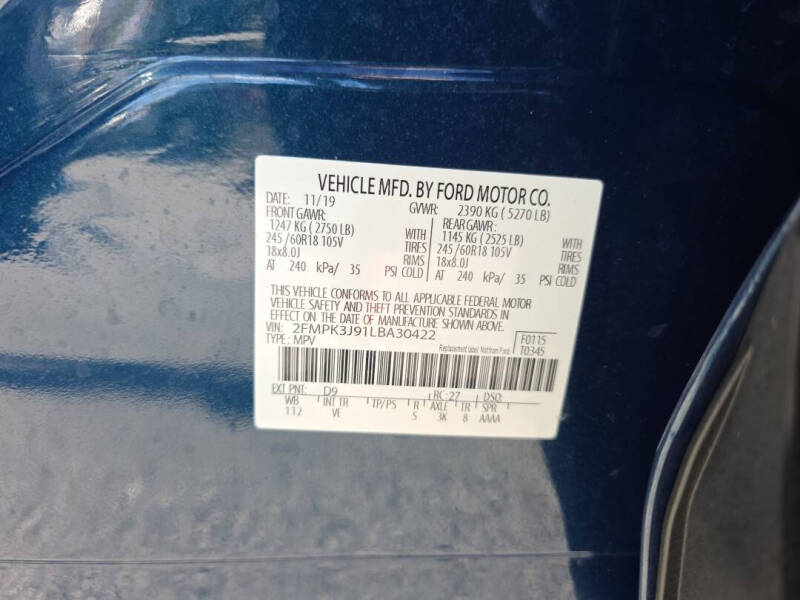 VEHICLE MFD. BY FORD MOTOR CO.
DATE: 11/19 GVWR: 2390 KG ( 5270 LB)
FRONT GAWR: REAR GAWR:
1247 KG ( 2750 LB) WITH 1145 KG ( 2525 LB) WITH
245 /60R18 105V TIRES 245 /60R18 105V TIRES
18x8.0J RIMS 18x8.0J RIMS
AT 240 kPa/ 35 PSI COLD AT 240 kPa/ 35 PSI COLD
THIS VEHICLE CONFORMS TO ALL APPLICABLE FEDERAL MOTOR
VEHICLE SAFETY AND THEFT PREVENTION STANDARDS IN
EFFECT ON THE DATE OF MANUFACTURE SHOWN ABOVE.
VIN: 2FMPK3J91LBA30422 F0115
TYPE: MPV Replacement label Not from P and T0345
EXT PNT: D9 RC: 27 DSO:
WB INT TR TP/PS R AXLE TR SPR
112 VE S 3K 8 AAAA